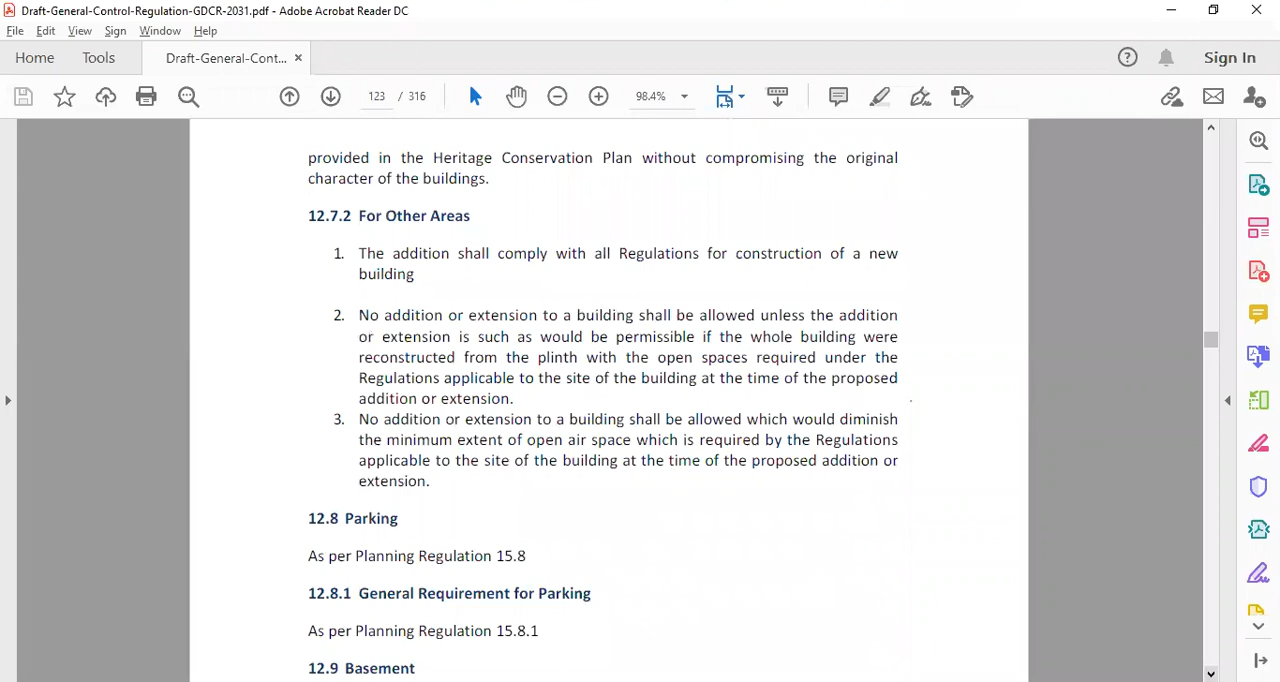 Draft-General-Control-Regulation-GDCR-2031.pdf - Adobe Acrobat Reader DC
File Edit View Sign Window Help
Home Tools Draft-General-Cont... × Sign In
123 / 316 98.4%
provided in the Heritage Conservation Plan without compromising the original
character of the buildings.
12.7.2 For Other Areas
1. The addition shall comply with all Regulations for construction of a new
building
2. No addition or extension to a building shall be allowed unless the addition
or extension is such as would be permissible if the whole building were
reconstructed from the plinth with the open spaces required under the
Regulations applicable to the site of the building at the time of the proposed
addition or extension.
3. No addition or extension to a building shall be allowed which would diminish
the minimum extent of open air space which is required by the Regulations
applicable to the site of the building at the time of the proposed addition or
extension.
12.8 Parking
As per Planning Regulation 15.8
12.8.1 General Requirement for Parking
As per Planning Regulation 15.8.1
12.9 Basement